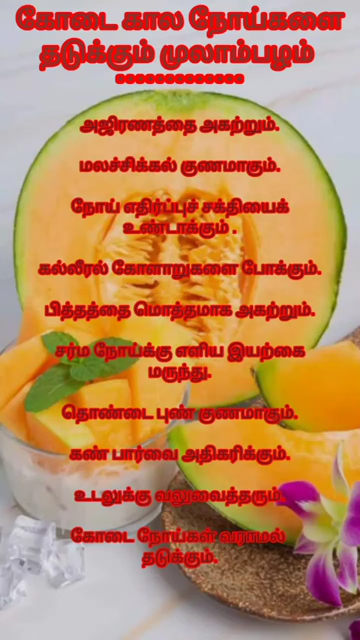 கோடை கால நோய்களை
தடுக்கும் முலாம்பழம்
அஜிரணத்தை அகற்றும்.
மலச்சிக்கல் குணமாகும்.
நோய் எதிர்ப்புச் சக்தியைக்
உண்டாக்கும் .
கல்லீரல் கோளாறுகளை போக்கும்.
பித்தத்தை மொத்தமாக அகற்றும்.
சர்ம நோய்க்கு எளிய இயற்கை
மருந்து.
தொண்டை புண் குணமாகும்.
கண் பார்வை அதிகரிக்கும்.
உடலுக்கு வலுவைத்தரும்.
கோடை நோய்கள் வராமல்
தடுக்கும்.